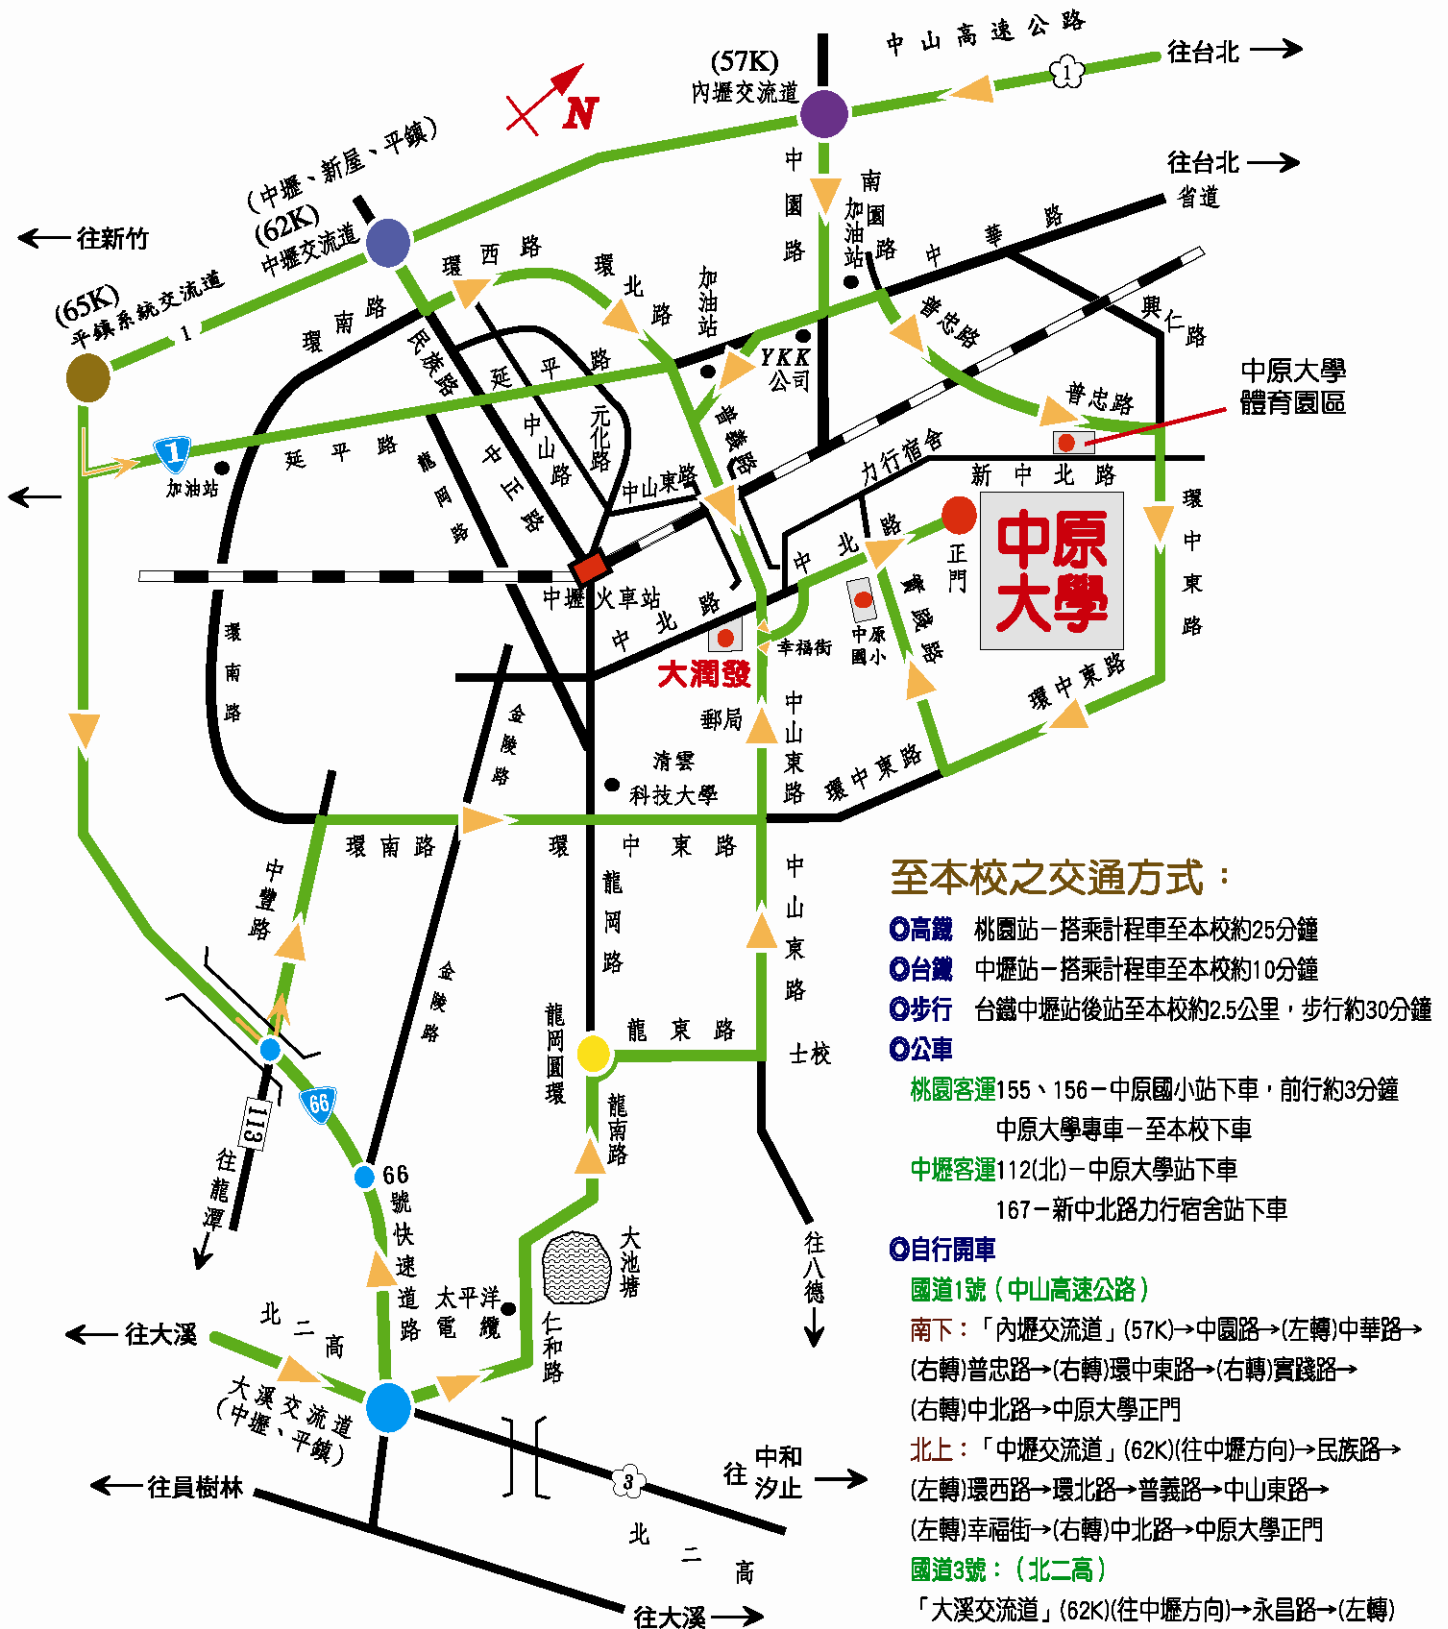 中山高速公路
1
往台北
(57K)
內壢交流道
N
往台北
省道
(中壢、新屋、平鎮)
(62K)
中壢交流道
往新竹
(65K)
平鎮系統交流道
1
中園路
南園路
加油站
中華路
環西路
環北路
加油站
環南路
民族路
延平路
YKK
公司
普忠路
興仁路
中原大學
體育園區
普忠路
普義路
元化路
中山路
中正路
龍岡路
延平路
1
加油站
中山東路
力行宿舍
新中北路
環中東路
中原
大學
正門
中北路
中壢火車站
中北路
實踐路
中原
國小
幸福街
大潤發
郵局
環南路
金陵路
中山東路
清雲
科技大學
環中東路
環中東路
環南路
環中東路
中豐路
龍岡路
中山東路
金陵路
龍岡圓環
龍東路
士校
66
113
往龍潭
66
號快速道路
龍南路
大池塘
往八德
太平洋
電纜
仁和路
北二高
往大溪
大溪交流道
(中壢、平鎮)
往員樹林
3
往
中和
汐止
北二高
往大溪
至本校之交通方式：
◎高鐵 桃園站－搭乘計程車至本校約25分鐘
◎台鐵 中壢站－搭乘計程車至本校約10分鐘
◎步行 台鐵中壢站後站至本校約2.5公里，步行約30分鐘
◎公車
桃園客運155、156－中原國小站下車，前行約3分鐘
中原大學專車－至本校下車
中壢客運112(北)－中原大學站下車
167－新中北路力行宿舍站下車
◎自行開車
國道1號（中山高速公路）
南下：「內壢交流道」(57K)→中園路→(左轉)中華路→
(右轉)普忠路→(右轉)環中東路→(右轉)實踐路→
(右轉)中北路→中原大學正門
北上：「中壢交流道」(62K)(往中壢方向)→民族路→
(左轉)環西路→環北路→普義路→中山東路→
(左轉)幸福街→(右轉)中北路→中原大學正門
國道3號：（北二高）
「大溪交流道」(62K)(往中壢方向)→永昌路→(左轉)